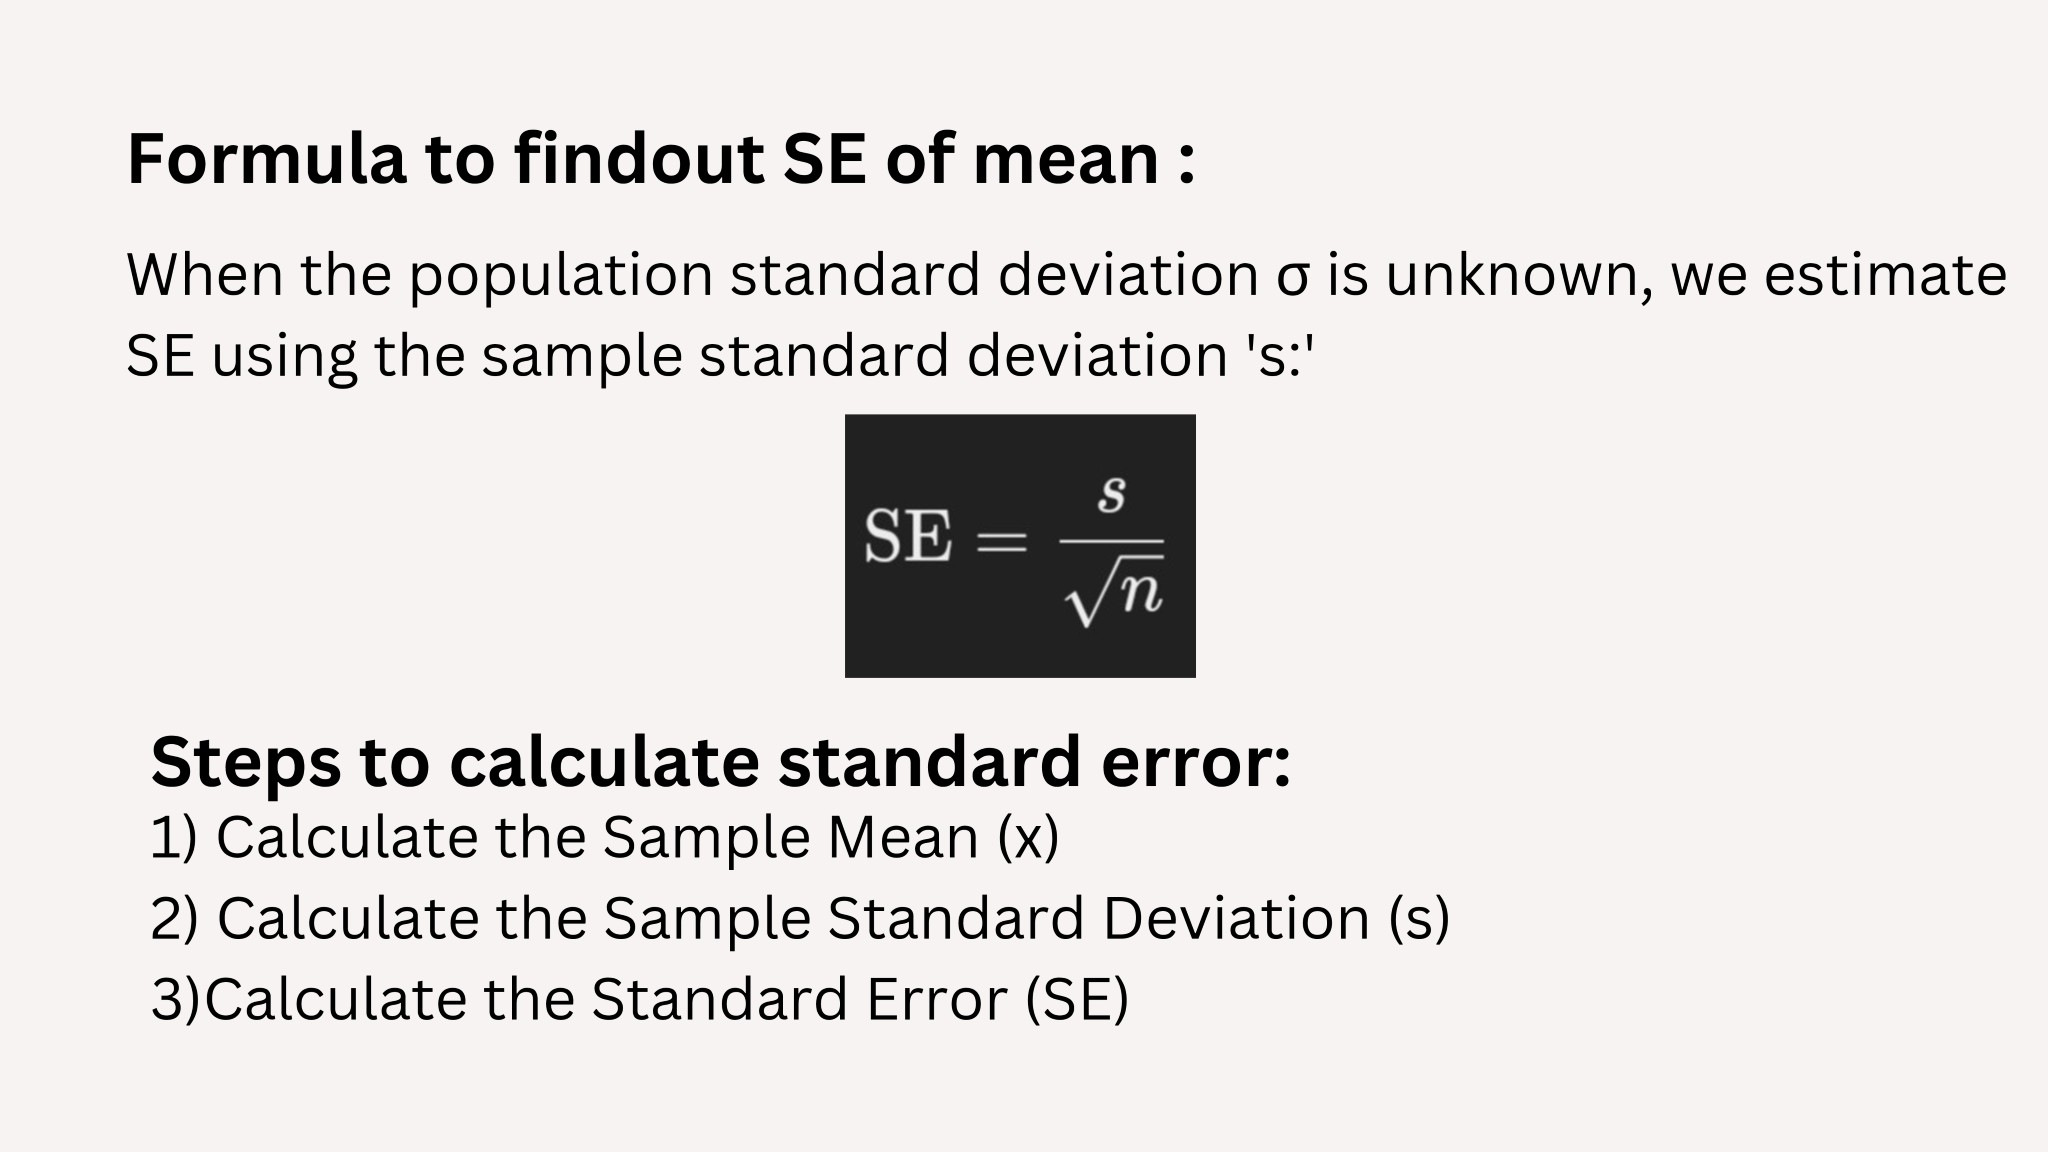 Formula to findout SE of mean :
When the population standard deviation σ is unknown, we estimate
SE using the sample standard deviation 's:'
SE = s / √n
Steps to calculate standard error:
1) Calculate the Sample Mean (x)
2) Calculate the Sample Standard Deviation (s)
3)Calculate the Standard Error (SE)